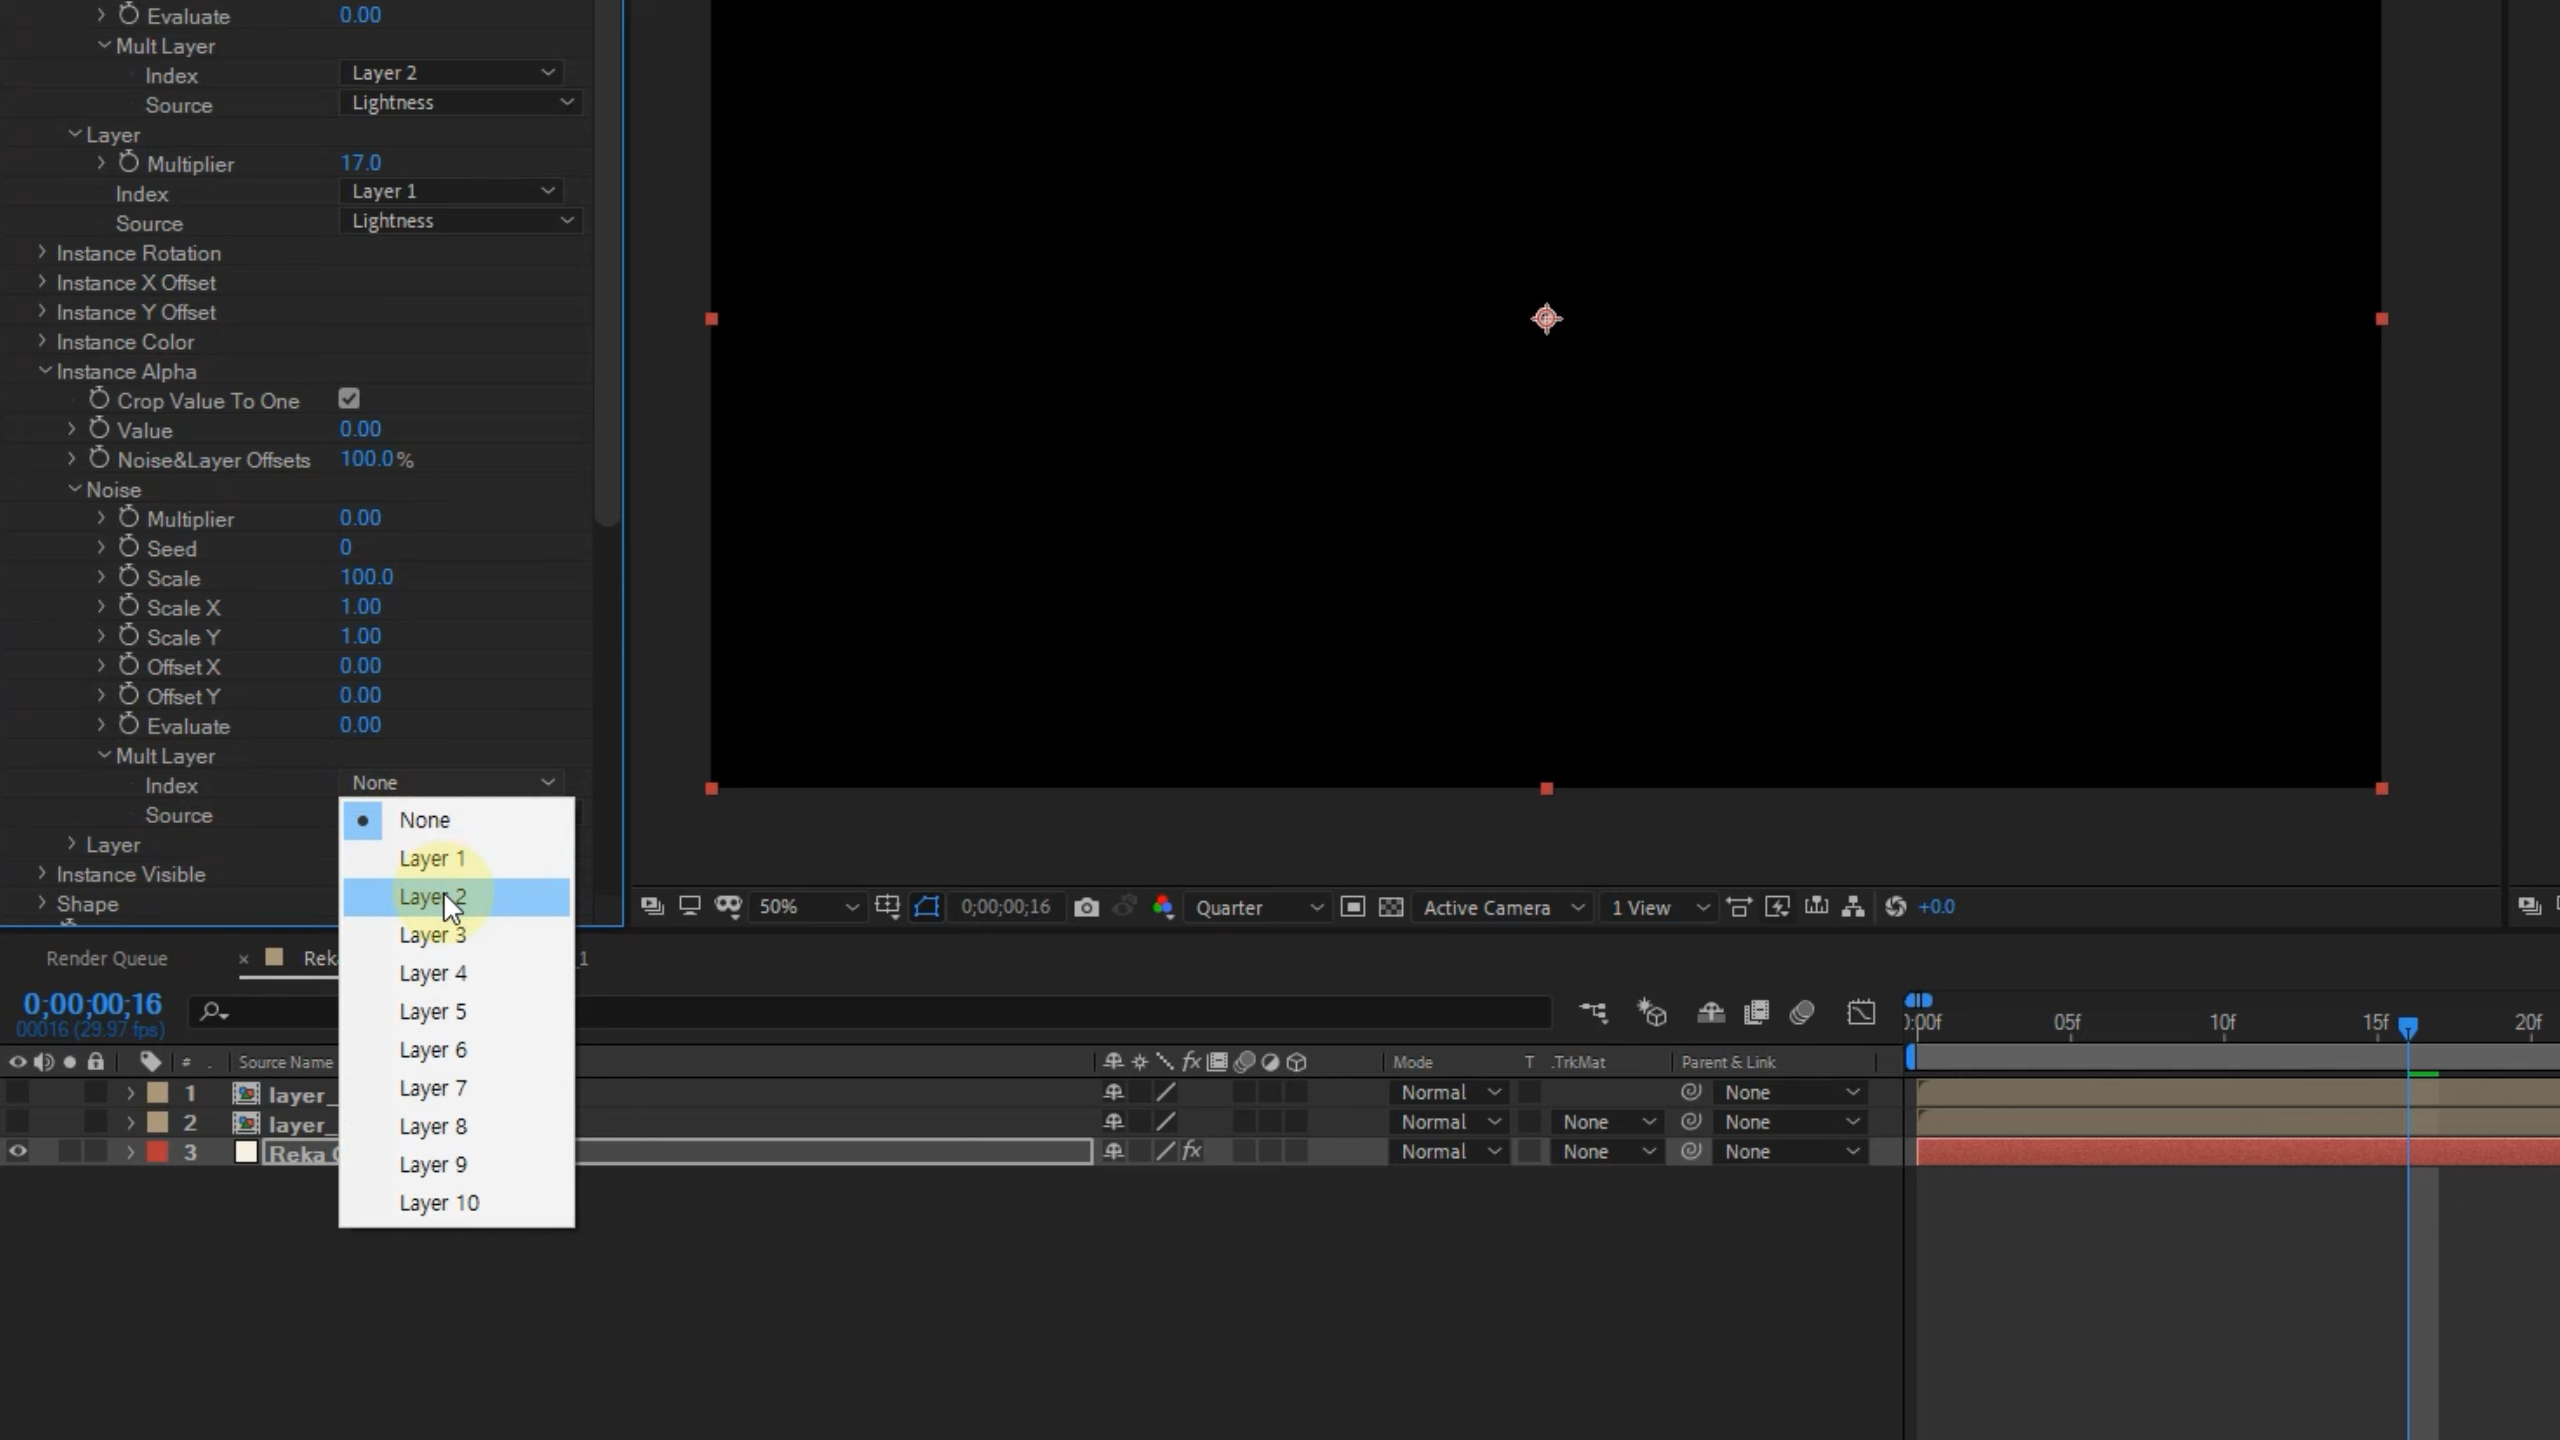 Evaluate 0.00
Mult Layer
Index Layer 2
Source Lightness
Layer
Multiplier 17.0
Index Layer 1
Source Lightness
Instance Rotation
Instance X Offset
Instance Y Offset
Instance Color
Instance Alpha
Crop Value To One
Value 0.00
Noise&Layer Offsets 100.0%
Noise
Multiplier 0.00
Seed 0
Scale 100.0
Scale X 1.00
Scale Y 1.00
Offset X 0.00
Offset Y 0.00
Evaluate 0.00
Mult Layer
Index None
Source
Layer
Instance Visible
Shape
None
Layer 1
Layer 2
Layer 3
Layer 4
Layer 5
Layer 6
Layer 7
Layer 8
Layer 9
Layer 10
50% 0;00;00;16 Quarter Active Camera 1 View +0.0
Render Queue × Rek _1
0;00;00;16
00016 (29.97 fps)
0:00f 05f 10f 15f 20f
# . Source Name fx Mode T .TrkMat Parent & Link
1 layer_ Normal None
2 layer_ Normal None None
3 Reka fx Normal None None